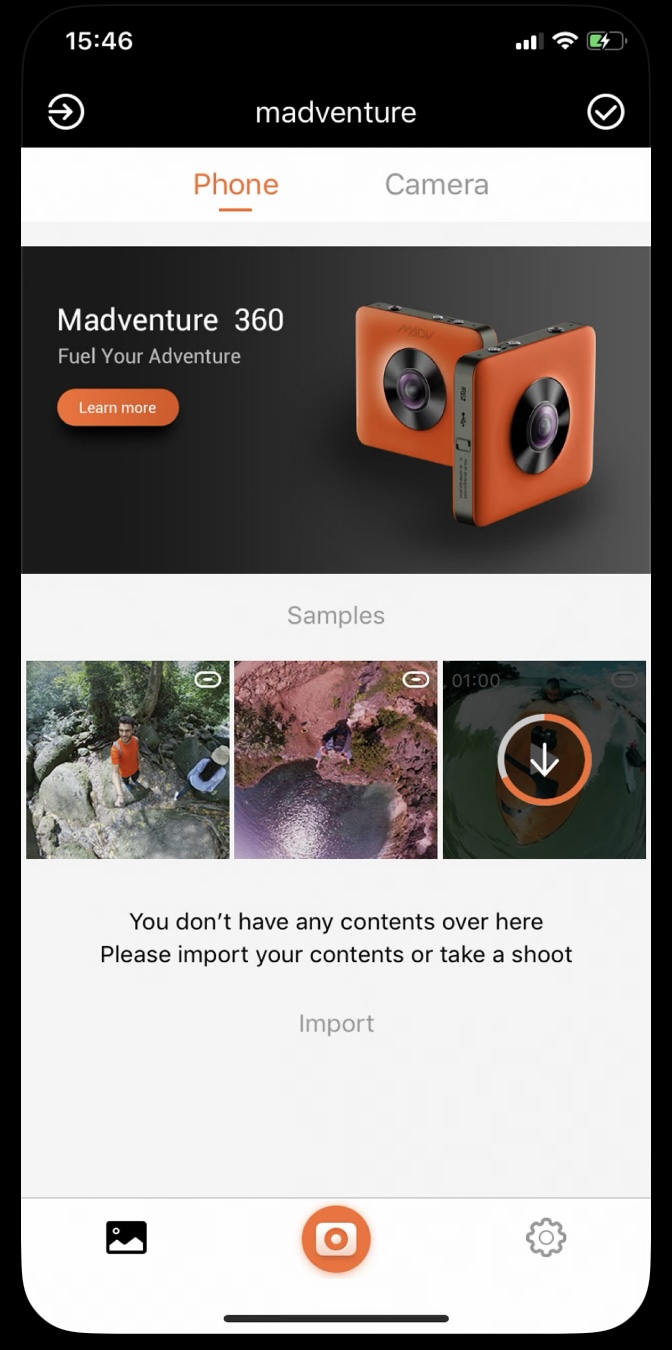 15:46
madventure
Phone
Camera
Madventure 360
Fuel Your Adventure
Learn more
MADV
Samples
01:00
You don't have any contents over here
Please import your contents or take a shoot
Import